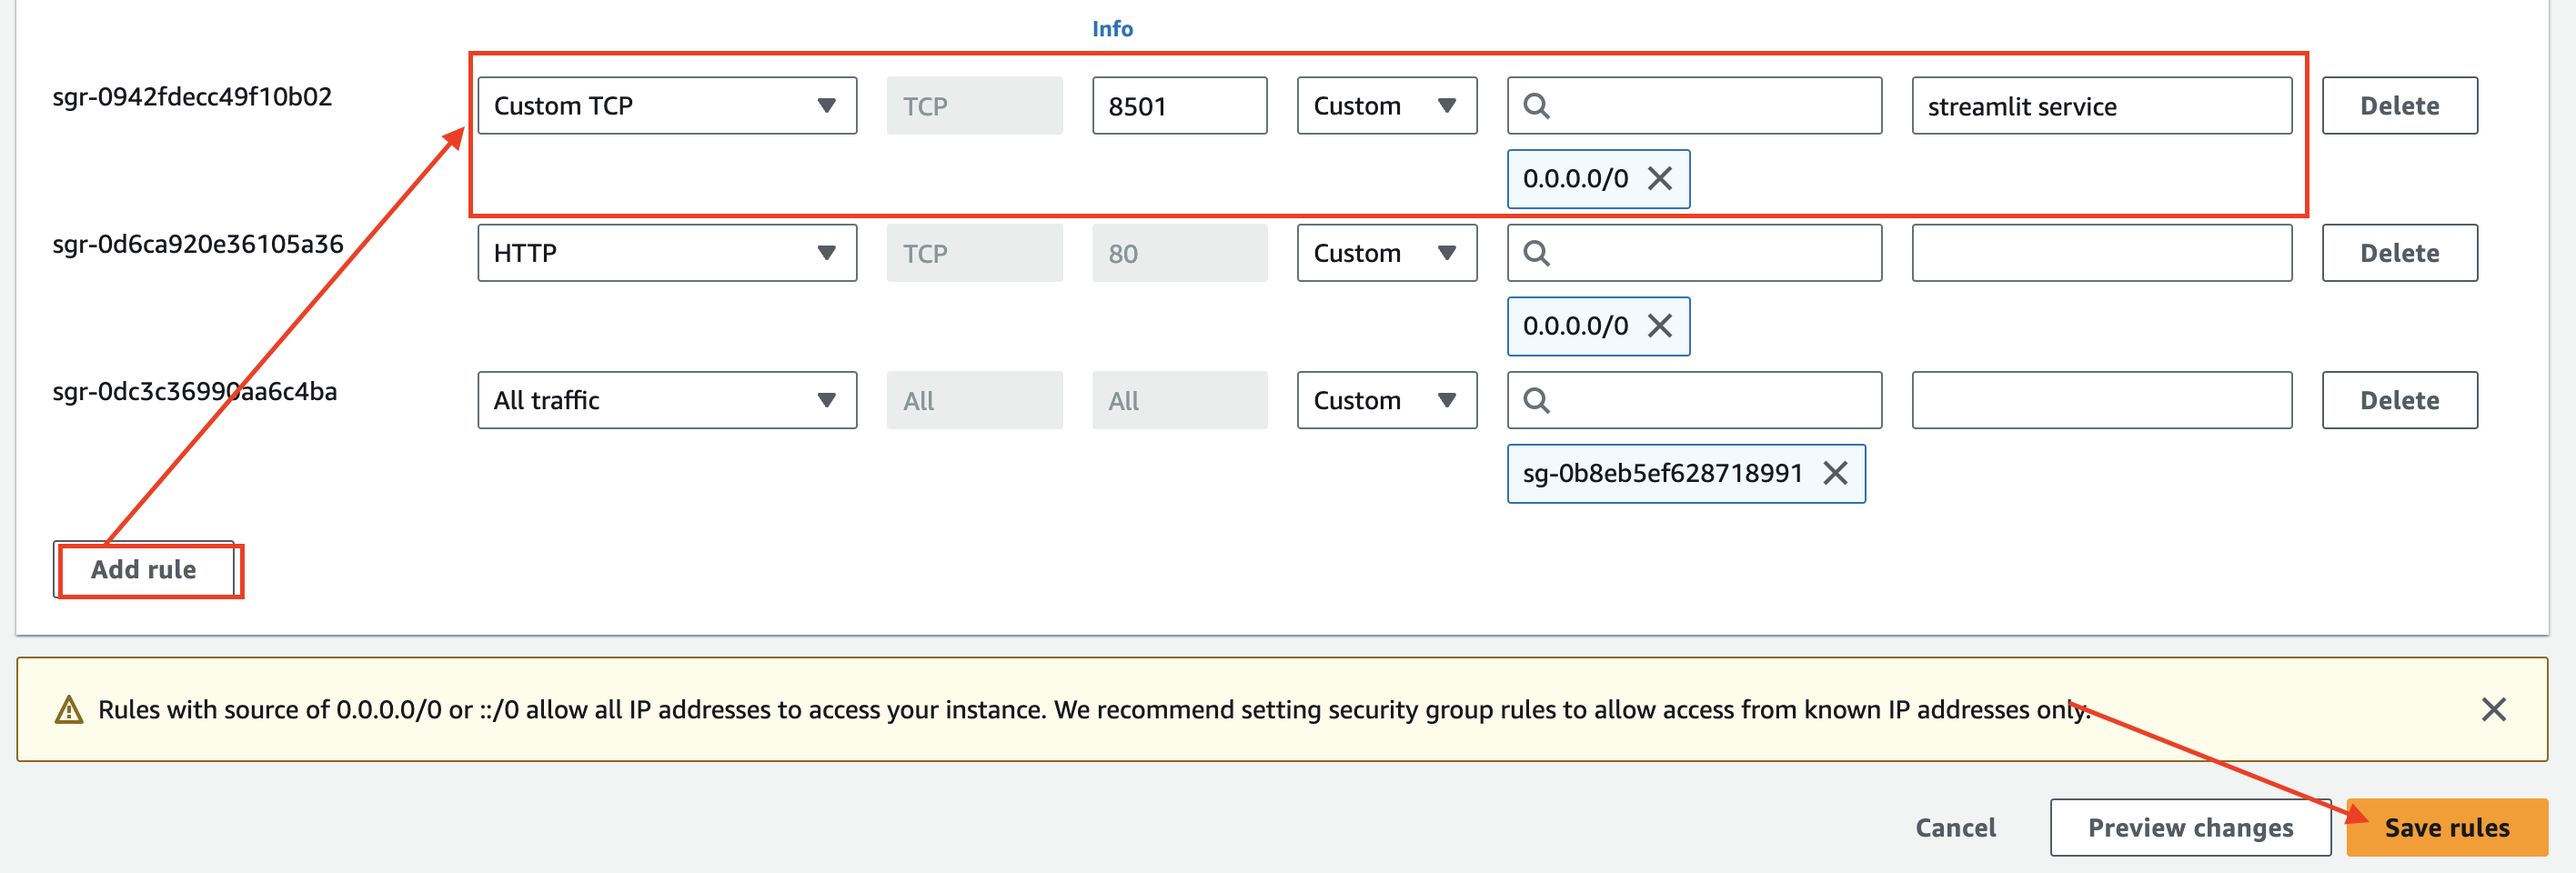 Info
sgr-0942fdecc49f10b02 Custom TCP TCP 8501 Custom streamlit service Delete
0.0.0.0/0
sgr-0d6ca920e36105a36 HTTP TCP 80 Custom Delete
0.0.0.0/0
sgr-0dc3c36990aa6c4ba All traffic All All Custom Delete
sg-0b8eb5ef628718991
Add rule
Rules with source of 0.0.0.0/0 or ::/0 allow all IP addresses to access your instance. We recommend setting security group rules to allow access from known IP addresses only.
Cancel Preview changes Save rules